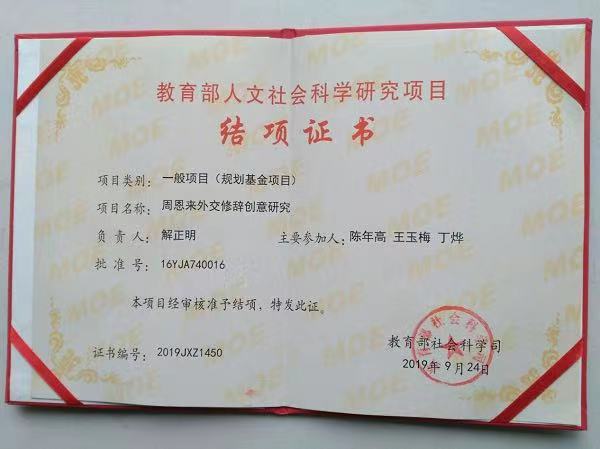 教育部人文社会科学研究项目
结项证书
项目类别：一般项目（规划基金项目）
项目名称：周恩来外交修辞创意研究
负责人：解正明 主要参加人：陈年高 王玉梅 丁烨
批准号：16YJA740016
本项目经审核准予结项，特发此证。
证书编号：2019JXZ1450
教育部社会科学司
2019年9月24日